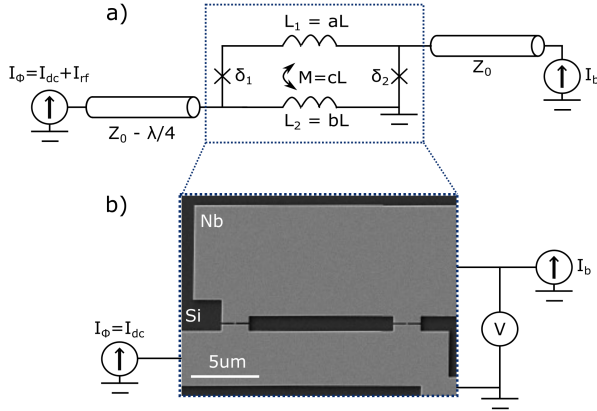 a)
L₁ = aL
I_Φ=I_dc+I_rf
δ₁
M=cL
δ₂
Z₀
I_b
Z₀ - λ/4
L₂ = bL
b)
Nb
I_b
Si
I_Φ=I_dc
V
5um